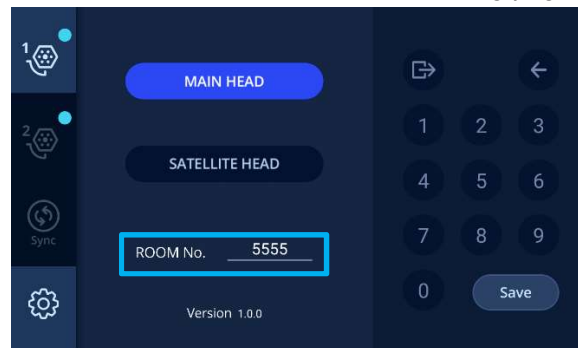 1
2
Sync
MAIN HEAD
SATELLITE HEAD
ROOM No. 5555
Version 1.0.0
1 2 3
4 5 6
7 8 9
0 Save